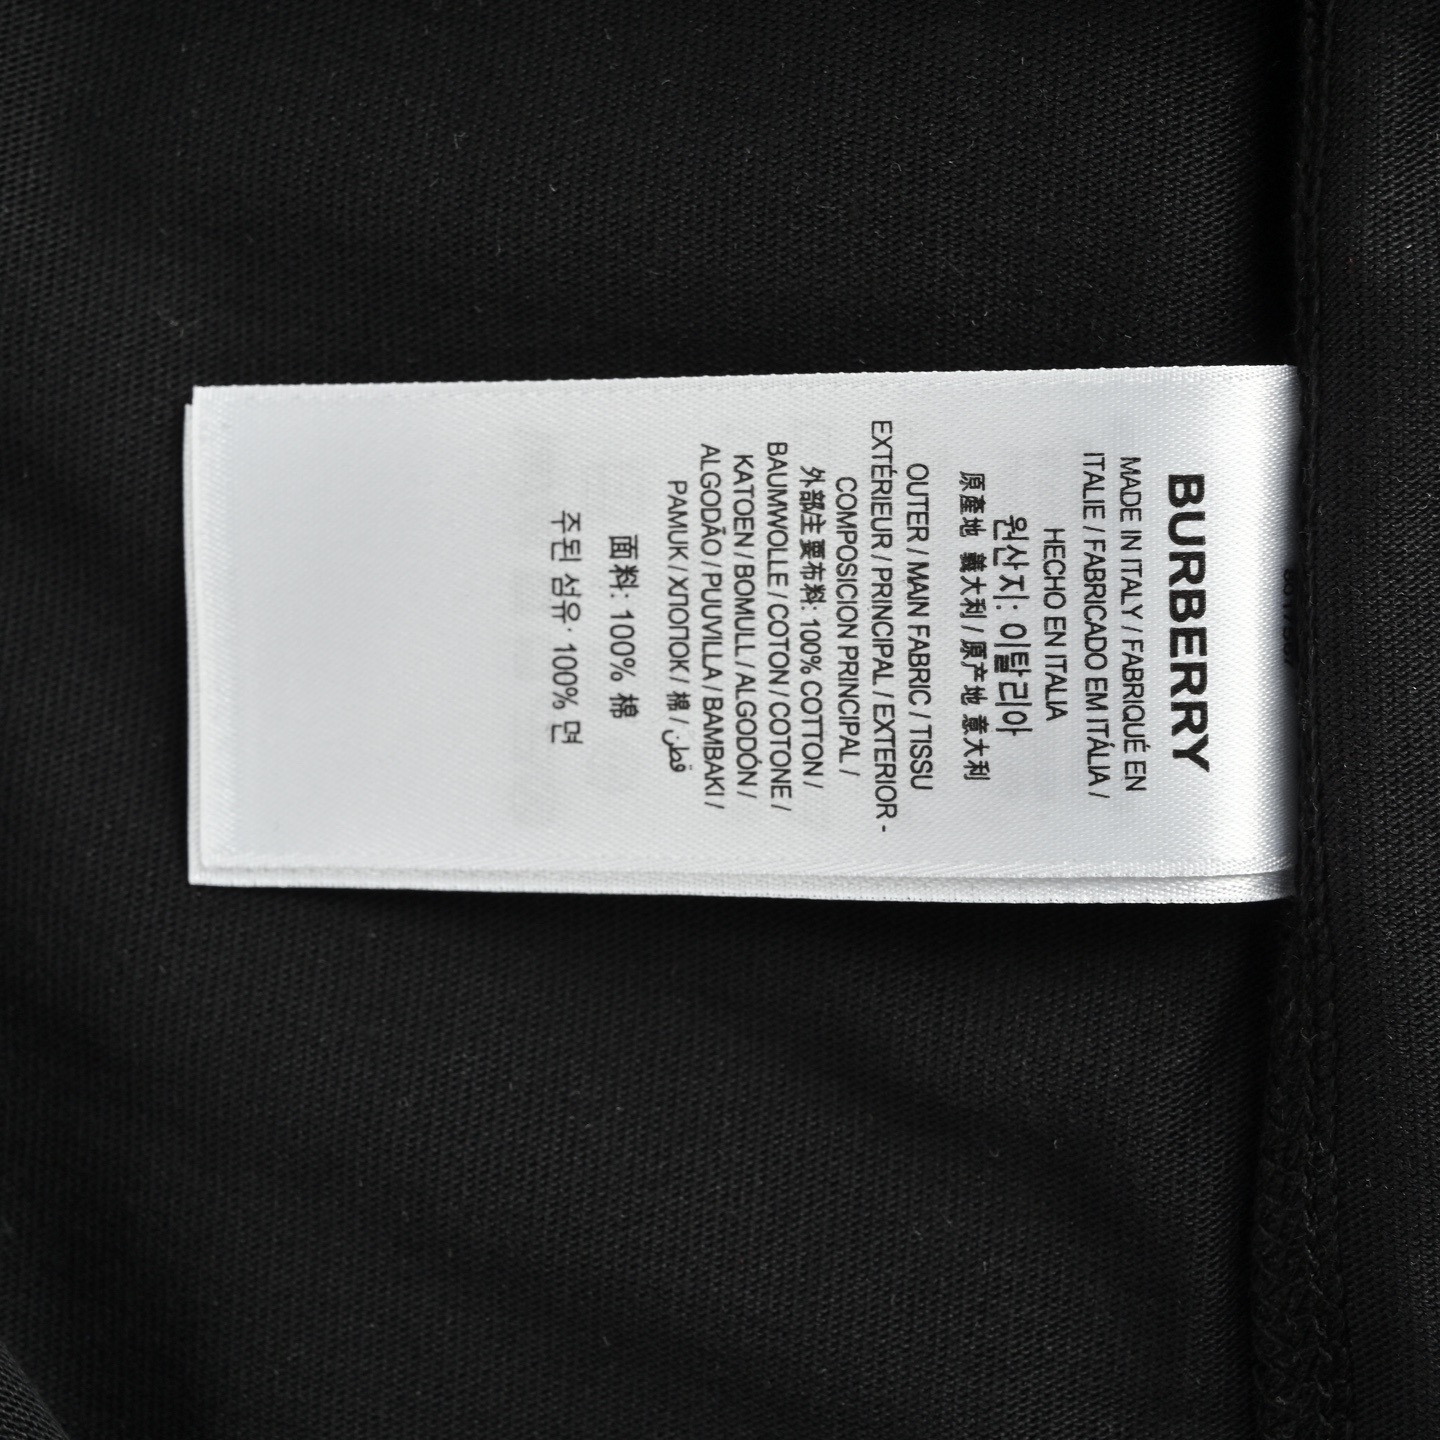 BURBERRY
MADE IN ITALY / FABRIQUÉ EN
ITALIE / FABRICADO EM ITÁLIA /
HECHO EN ITALIA
원산지: 이탈리아
原產地 義大利 / 原产地 意大利
OUTER / MAIN FABRIC / TISSU
EXTÉRIEUR / PRINCIPAL / EXTERIOR -
COMPOSICION PRINCIPAL /
外部/主要布料: 100% COTTON /
BAUMWOLLE / COTON / COTONE /
KATOEN / BOMULL / ALGODÓN /
ALGODÃO / PUUVILLA / BAMBAKI /
PAMUK / ХЛОПОК / 棉 / قطن
面料: 100% 棉
주된 섬유: 100% 면